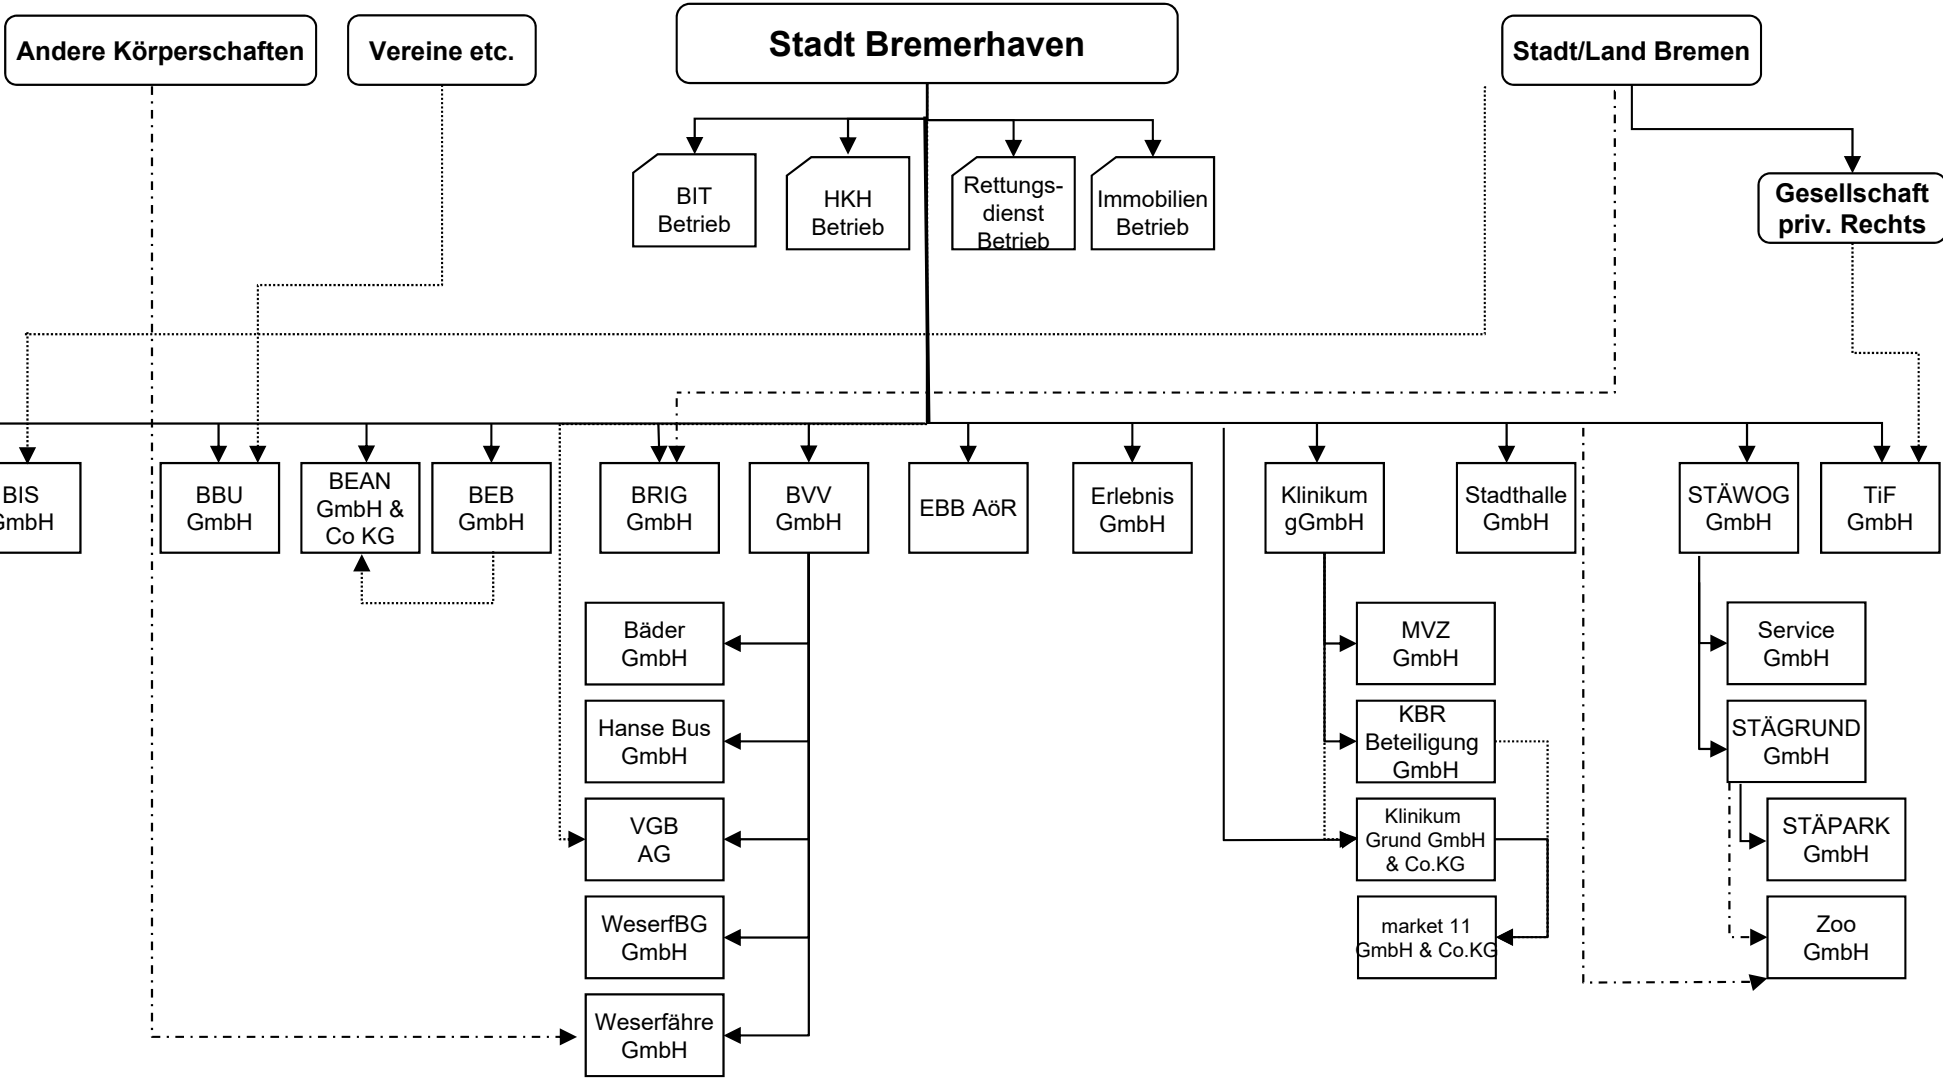 Andere Körperschaften
Vereine etc.
Stadt Bremerhaven
Stadt/Land Bremen
BIT
Betrieb
HKH
Betrieb
Rettungs-
dienst
Betrieb
Immobilien
Betrieb
Gesellschaft
priv. Rechts
BIS
GmbH
BBU
GmbH
BEAN
GmbH &
Co KG
BEB
GmbH
BRIG
GmbH
BVV
GmbH
EBB AöR
Erlebnis
GmbH
Klinikum
gGmbH
Stadthalle
GmbH
STÄWOG
GmbH
TiF
GmbH
Bäder
GmbH
Hanse Bus
GmbH
VGB
AG
WeserfBG
GmbH
Weserfähre
GmbH
MVZ
GmbH
KBR
Beteiligung
GmbH
Klinikum
Grund GmbH
& Co.KG
market 11
GmbH & Co.KG
Service
GmbH
STÄGRUND
GmbH
STÄPARK
GmbH
Zoo
GmbH